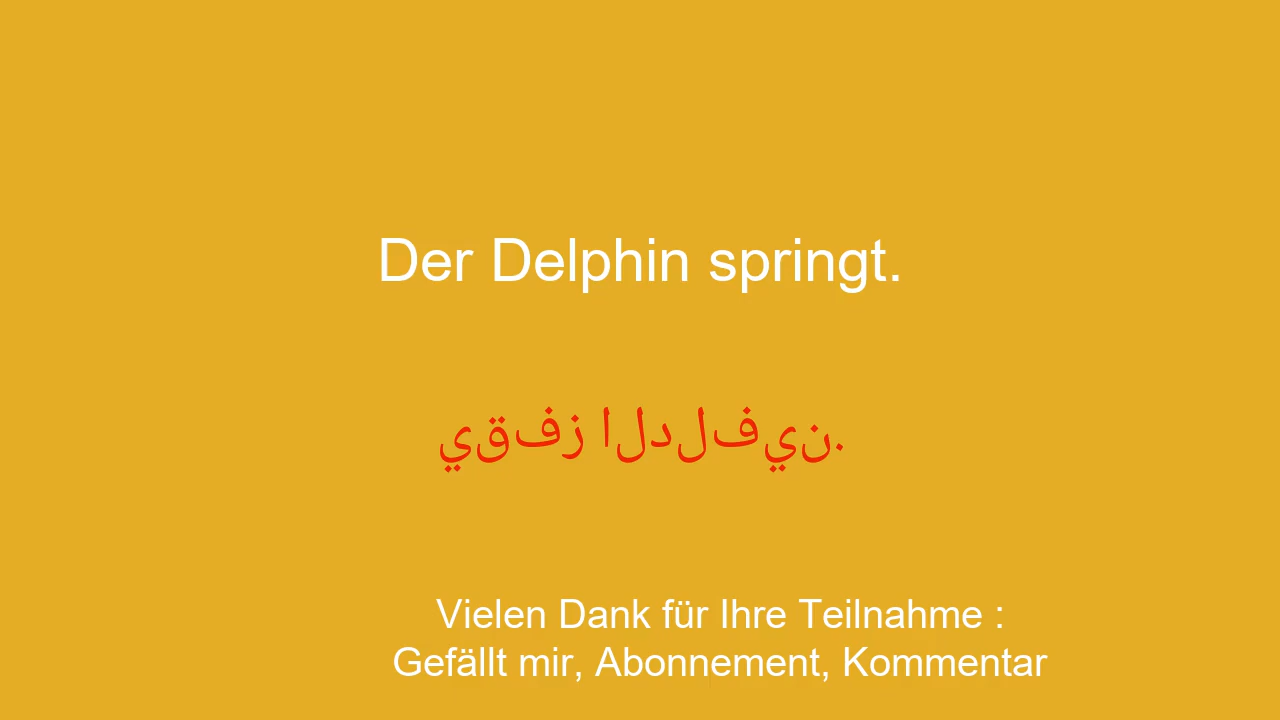 Der Delphin springt.
يقفز الدلفين.
Vielen Dank für Ihre Teilnahme :
Gefällt mir, Abonnement, Kommentar